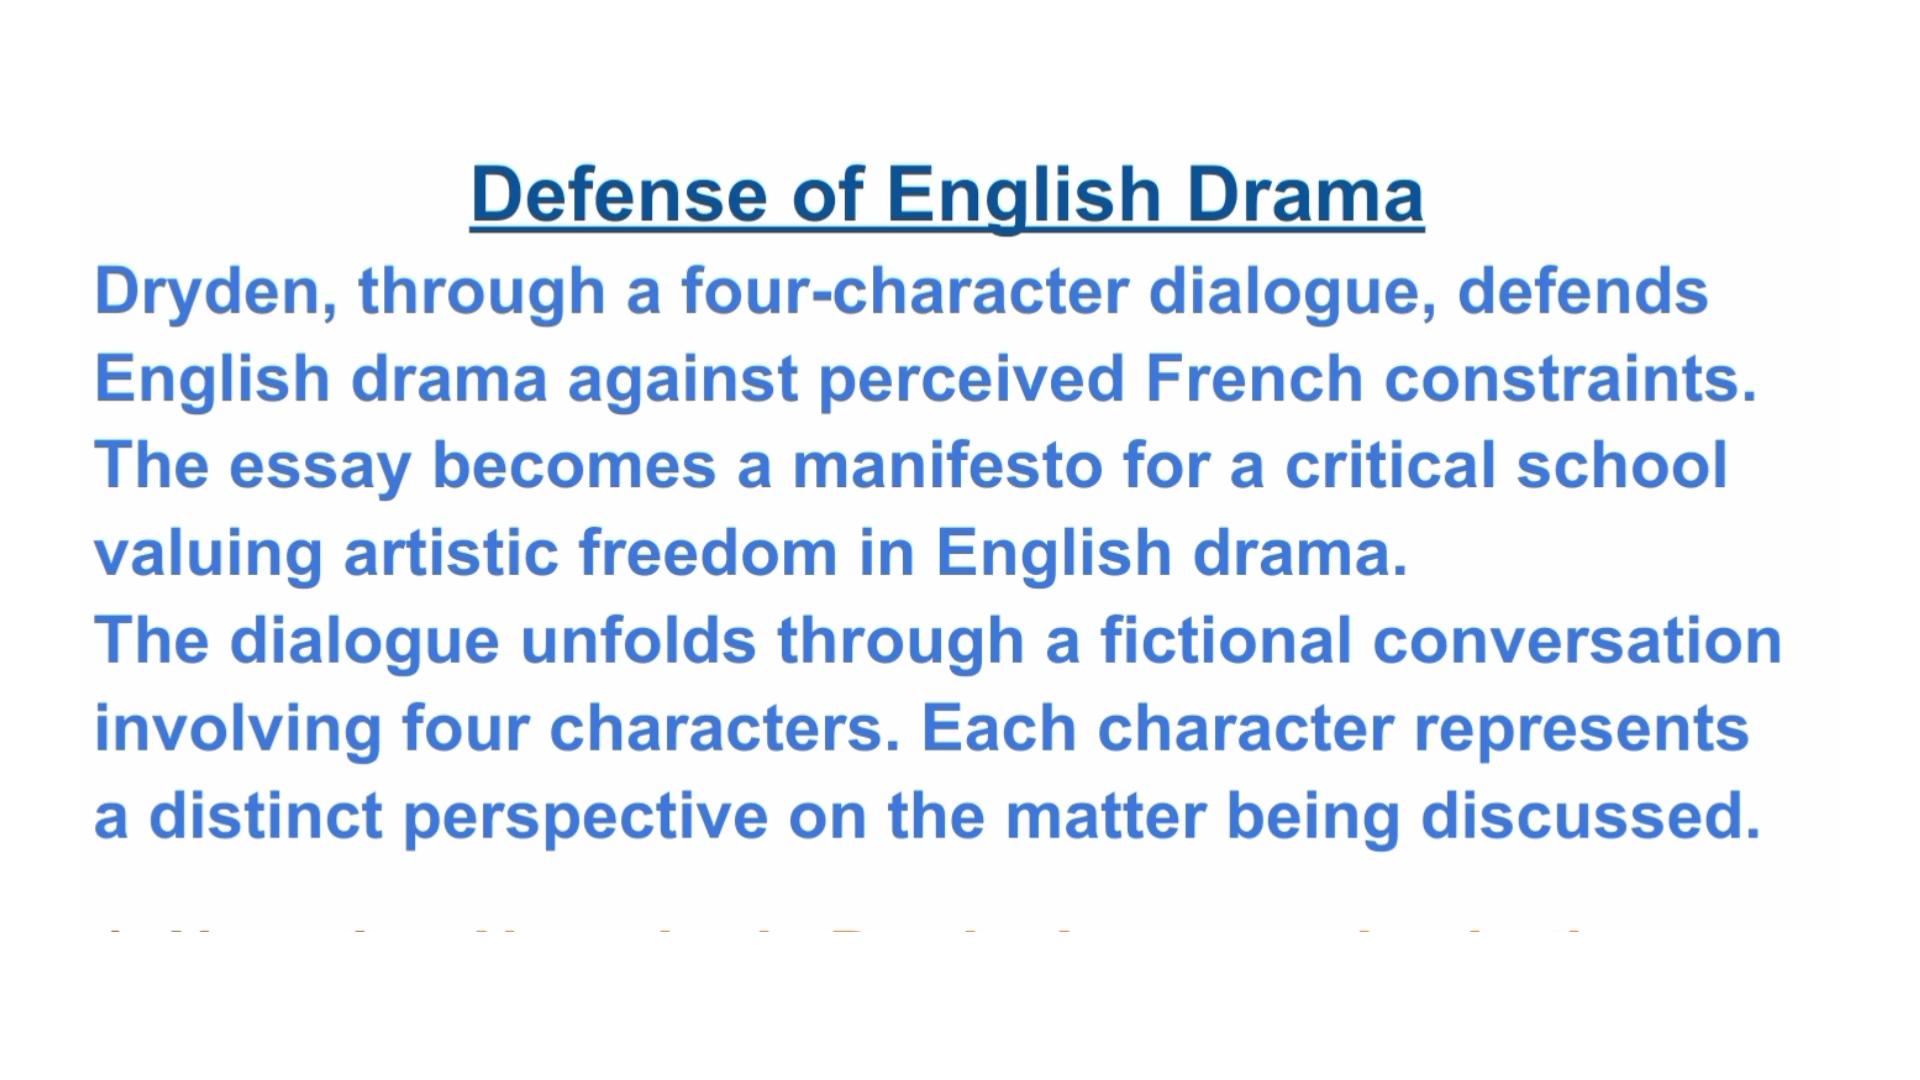 Defense of English Drama
Dryden, through a four-character dialogue, defends
English drama against perceived French constraints.
The essay becomes a manifesto for a critical school
valuing artistic freedom in English drama.
The dialogue unfolds through a fictional conversation
involving four characters. Each character represents
a distinct perspective on the matter being discussed.